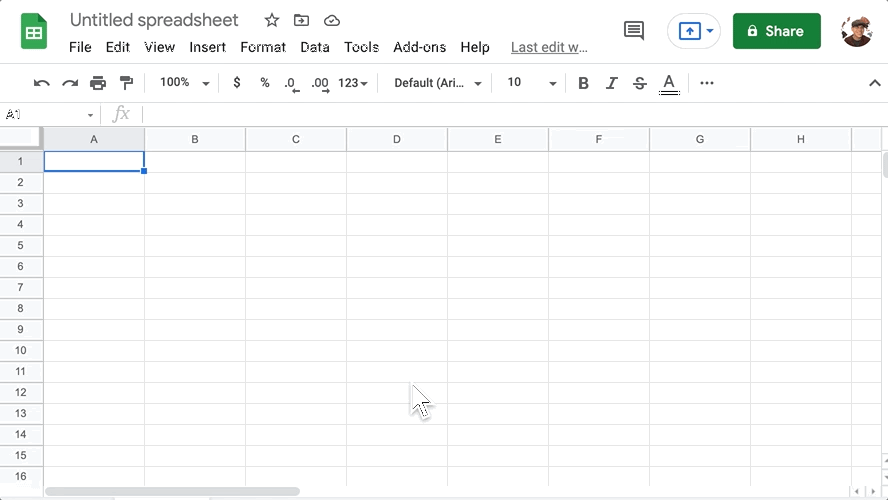 Untitled spreadsheet
File Edit View Insert Format Data Tools Add-ons Help Last edit w...
Share
100% $ % .0 .00 123 Default (Ari... 10 B I S A
A1 fx
A B C D E F G H
1
2
3
4
5
6
7
8
9
10
11
12
13
14
15
16